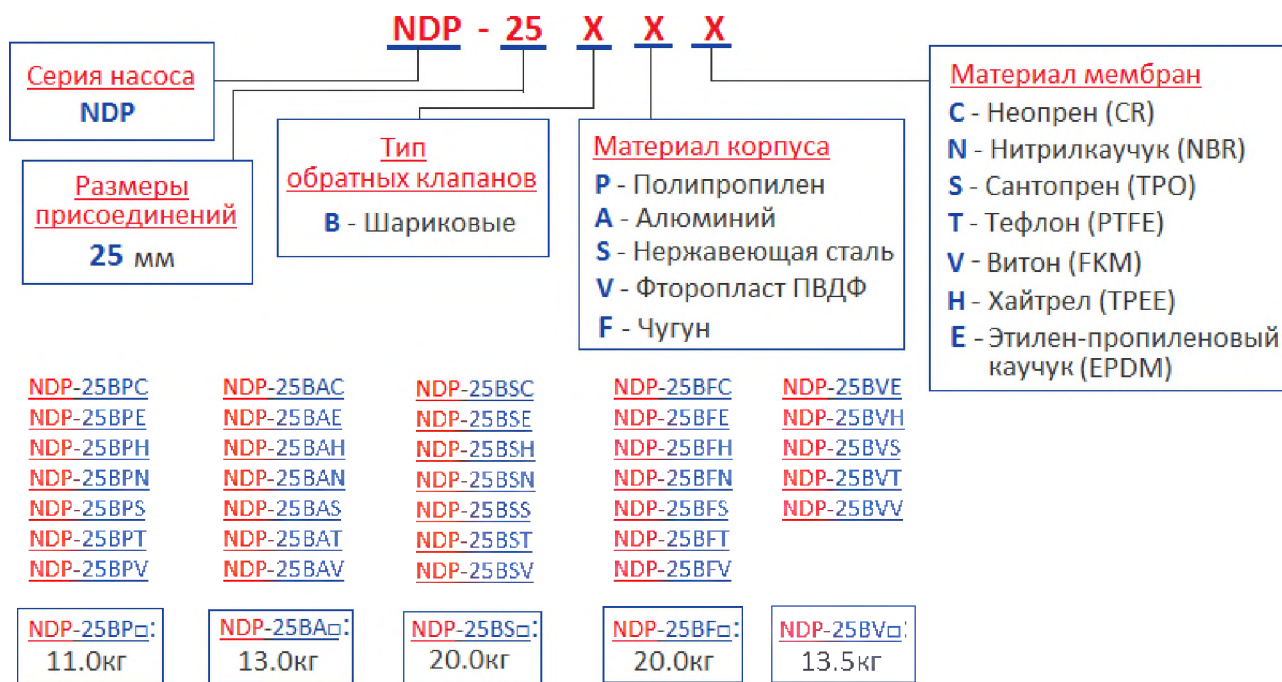 NDP - 25 X X X
Серия насоса
NDP
Размеры
присоединений
25 мм
Тип
обратных клапанов
B - Шариковые
Материал корпуса
P - Полипропилен
A - Алюминий
S - Нержавеющая сталь
V - Фторопласт ПВДФ
F - Чугун
Материал мембран
C - Неопрен (CR)
N - Нитрилкаучук (NBR)
S - Сантопрен (TPO)
T - Тефлон (PTFE)
V - Витон (FKM)
H - Хайтрел (TPEE)
E - Этилен-пропиленовый
каучук (EPDM)
NDP-25BPC NDP-25BAC NDP-25BSC NDP-25BFC NDP-25BVE
NDP-25BPE NDP-25BAE NDP-25BSE NDP-25BFE NDP-25BVH
NDP-25BPH NDP-25BAH NDP-25BSH NDP-25BFH NDP-25BVS
NDP-25BPN NDP-25BAN NDP-25BSN NDP-25BFN NDP-25BVT
NDP-25BPS NDP-25BAS NDP-25BSS NDP-25BFS NDP-25BVV
NDP-25BPT NDP-25BAT NDP-25BST NDP-25BFT
NDP-25BPV NDP-25BAV NDP-25BSV NDP-25BFV
NDP-25BP□: NDP-25BA□: NDP-25BS□: NDP-25BF□: NDP-25BV□:
11.0кг 13.0кг 20.0кг 20.0кг 13.5кг